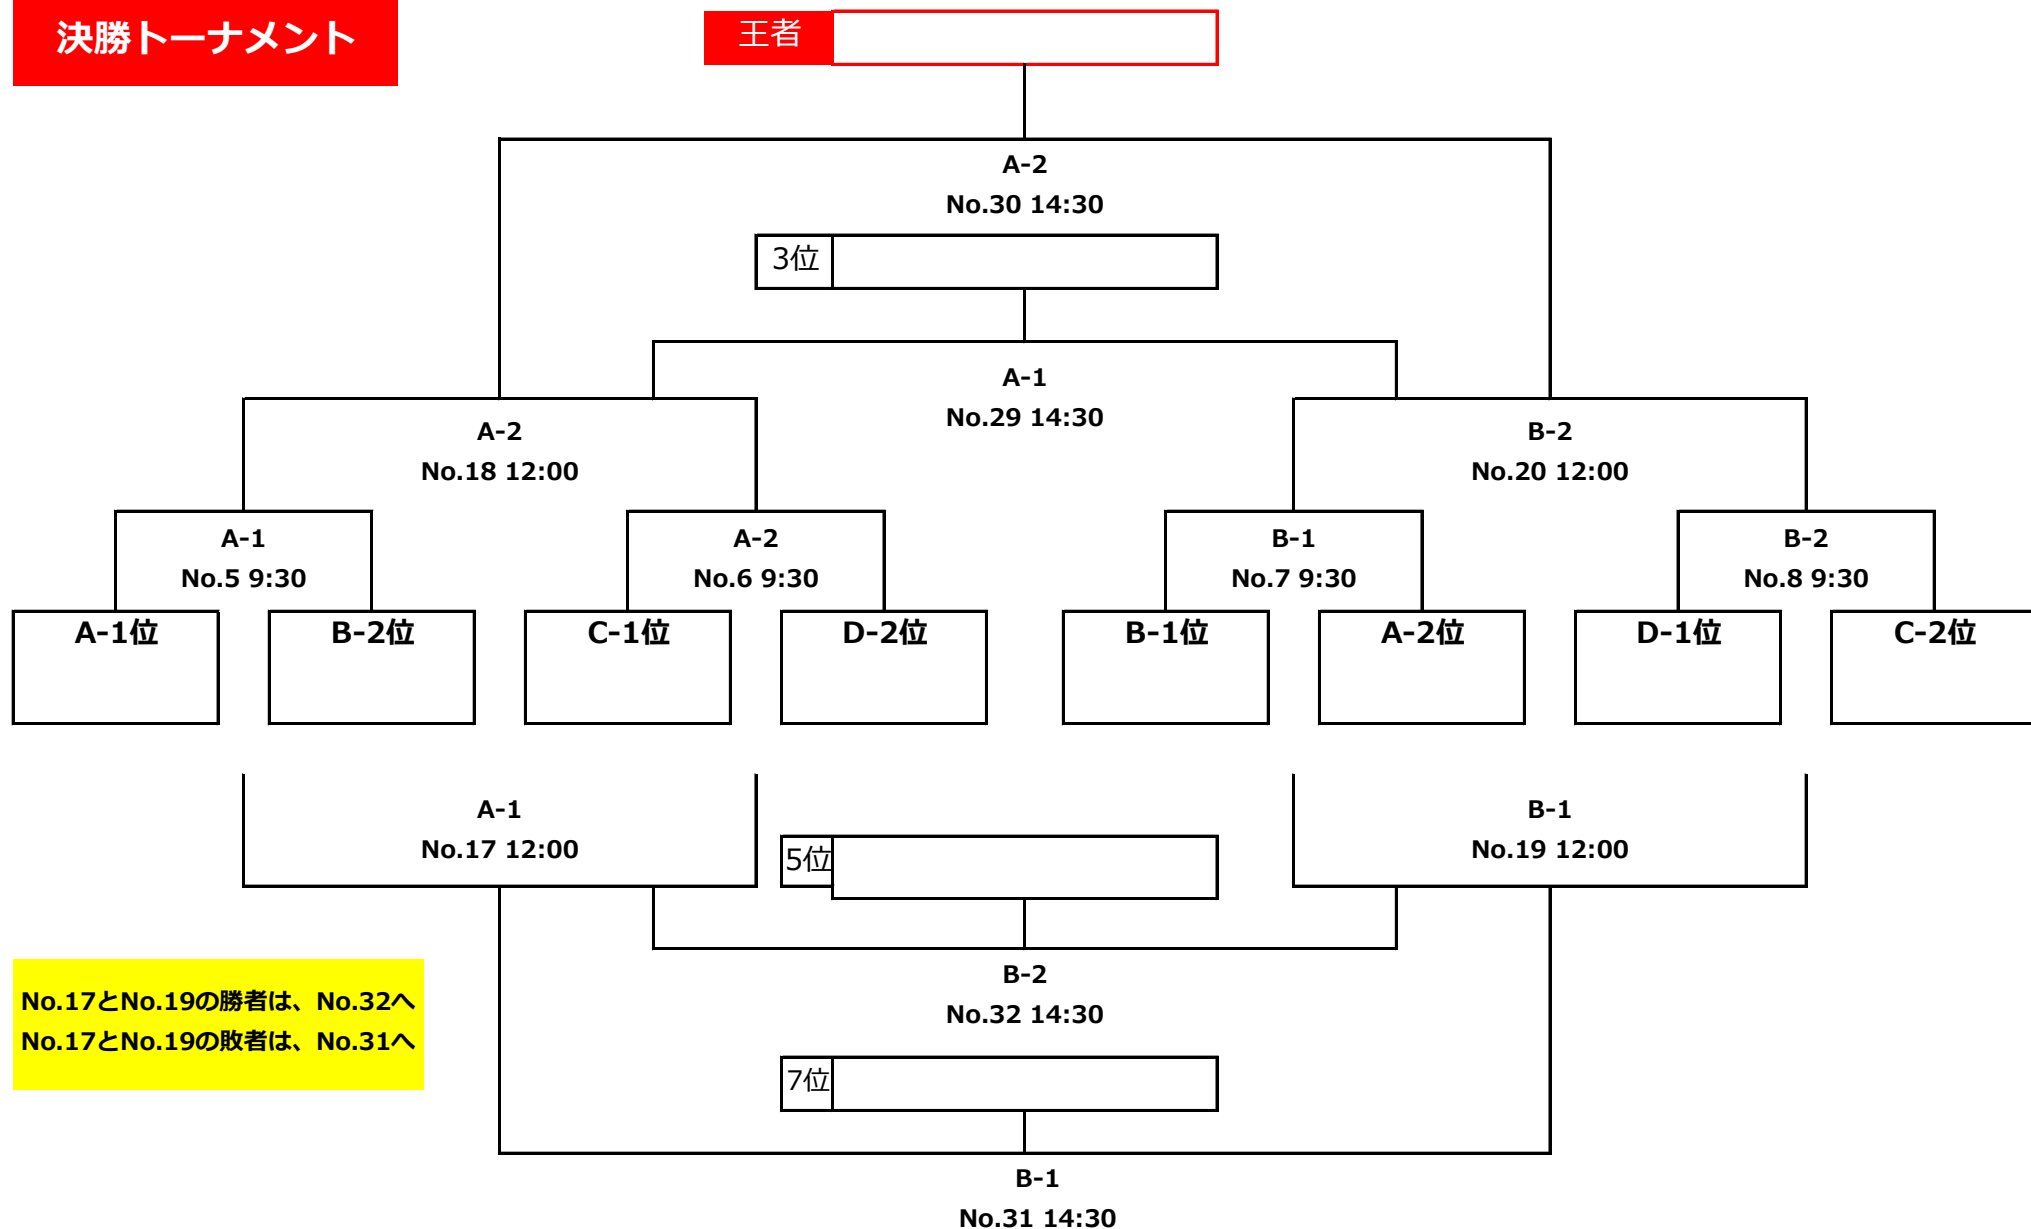 決勝トーナメント
王者
A-2
No.30 14:30
3位
A-1
No.29 14:30
A-2
No.18 12:00
B-2
No.20 12:00
A-1
No.5 9:30
A-2
No.6 9:30
B-1
No.7 9:30
B-2
No.8 9:30
A-1位
B-2位
C-1位
D-2位
B-1位
A-2位
D-1位
C-2位
A-1
No.17 12:00
B-1
No.19 12:00
5位
B-2
No.32 14:30
No.17とNo.19の勝者は、No.32へ
No.17とNo.19の敗者は、No.31へ
7位
B-1
No.31 14:30